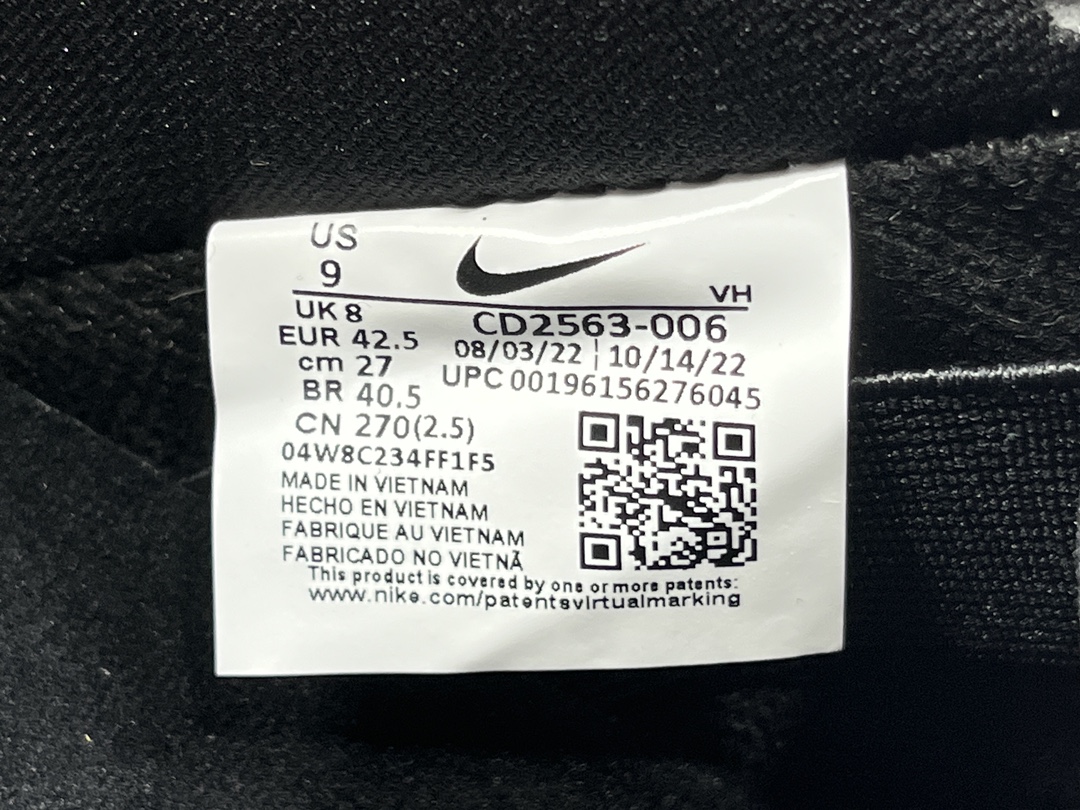 US
9
VH
UK 8
EUR 42.5
cm 27
BR 40.5
CN 270(2.5)
04W8C234FF1F5
CD2563-006
08/03/22 | 10/14/22
UPC 00196156276045
MADE IN VIETNAM
HECHO EN VIETNAM
FABRIQUE AU VIETNAM
FABRICADO NO VIETNÃ
This product is covered by one or more patents:
www.nike.com/patentsvirtualmarking